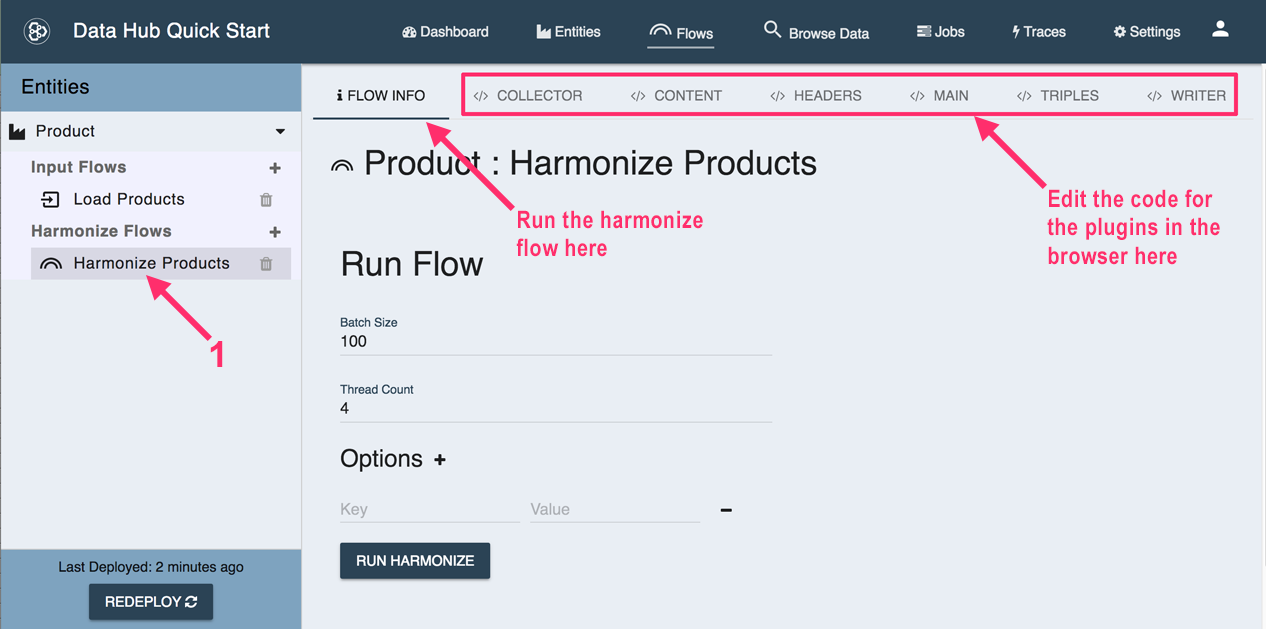 Data Hub Quick Start
Dashboard
Entities
Flows
Browse Data
Jobs
Traces
Settings
Entities
Product
Input Flows +
Load Products
Harmonize Flows +
Harmonize Products
1
Last Deployed: 2 minutes ago
REDEPLOY
FLOW INFO
</> COLLECTOR
</> CONTENT
</> HEADERS
</> MAIN
</> TRIPLES
</> WRITER
Product : Harmonize Products
Run the harmonize
flow here
Edit the code for
the plugins in the
browser here
Run Flow
Batch Size
100
Thread Count
4
Options +
Key
Value
RUN HARMONIZE